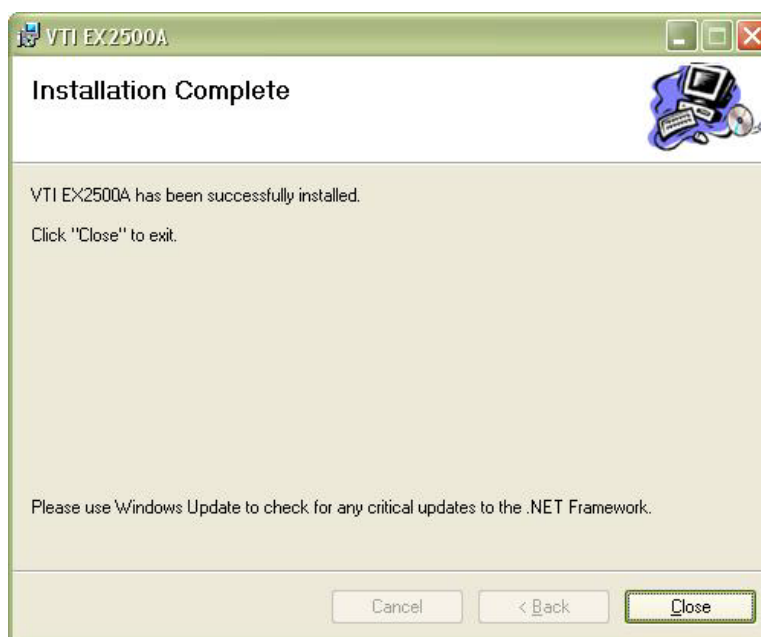 VTI EX2500A
Installation Complete
VTI EX2500A has been successfully installed.
Click "Close" to exit.
Please use Windows Update to check for any critical updates to the .NET Framework.
Cancel
< Back
Close